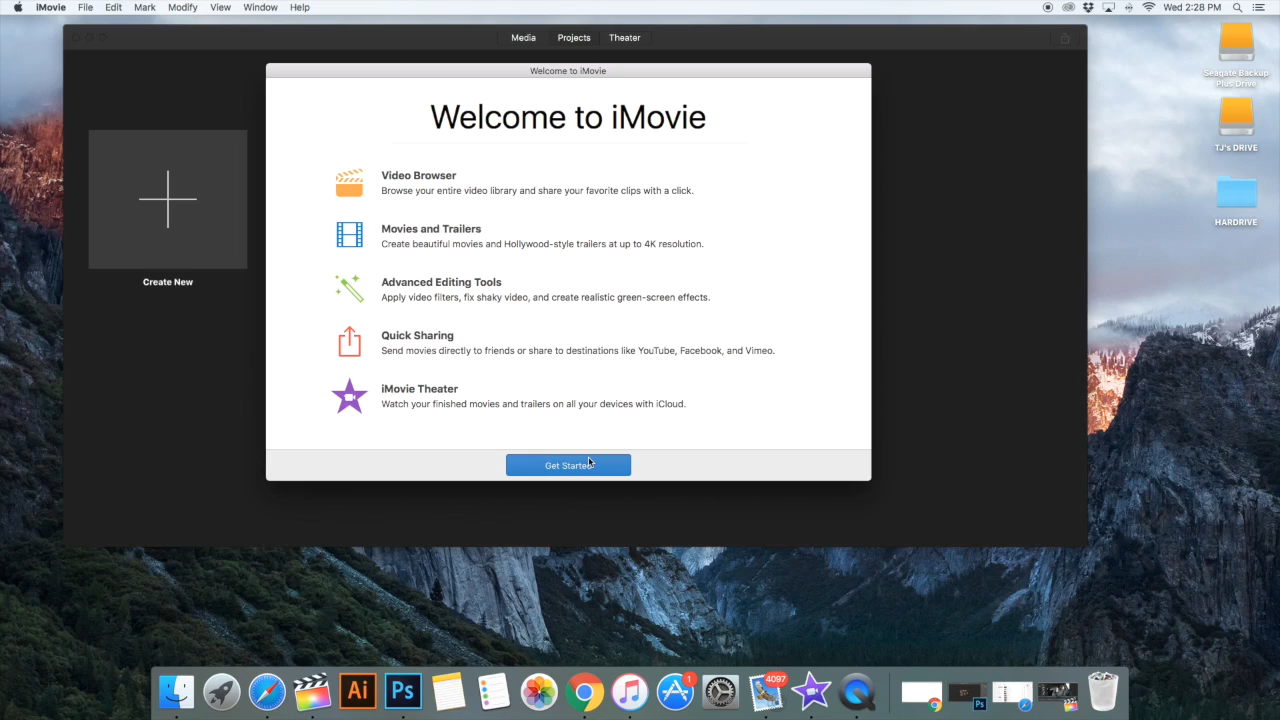 iMovie File Edit Mark Modify View Window Help
Wed 2:28 PM
Media Projects Theater
Seagate Backup
Plus Drive
TJ's DRIVE
HARDRIVE
Create New
Welcome to iMovie
Welcome to iMovie
Video Browser
Browse your entire video library and share your favorite clips with a click.
Movies and Trailers
Create beautiful movies and Hollywood-style trailers at up to 4K resolution.
Advanced Editing Tools
Apply video filters, fix shaky video, and create realistic green-screen effects.
Quick Sharing
Send movies directly to friends or share to destinations like YouTube, Facebook, and Vimeo.
iMovie Theater
Watch your finished movies and trailers on all your devices with iCloud.
Get Started
Ai Ps 1 4097 Ps